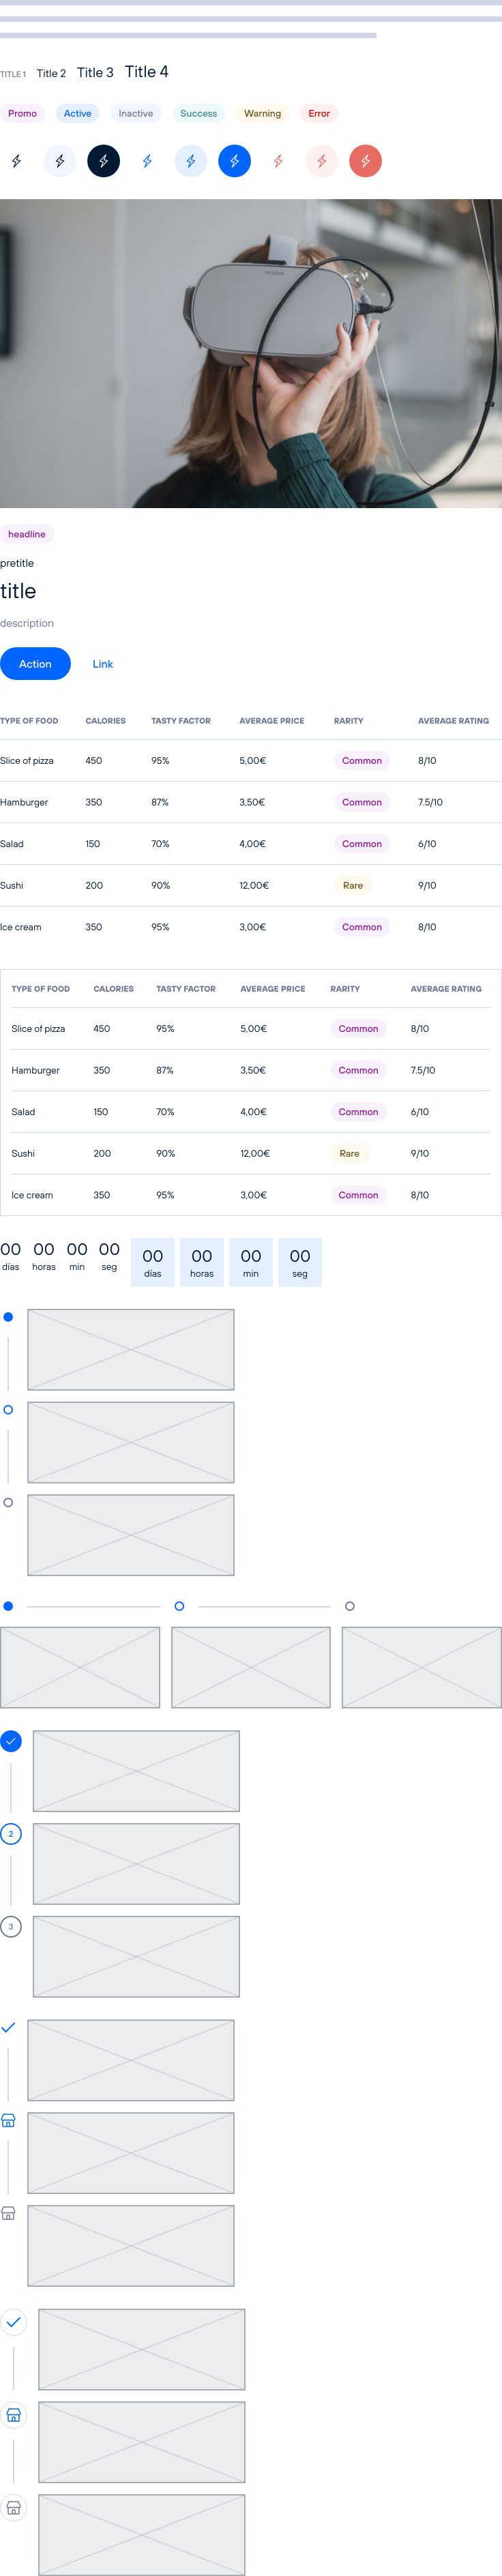 TITLE 1 Title 2 Title 3 Title 4
Promo Active Inactive Success Warning Error
oculus
headline
pretitle
title
description
Action Link
TYPE OF FOOD CALORIES TASTY FACTOR AVERAGE PRICE RARITY AVERAGE RATING
Slice of pizza 450 95% 5,00€ Common 8/10
Hamburger 350 87% 3,50€ Common 7.5/10
Salad 150 70% 4,00€ Common 6/10
Sushi 200 90% 12,00€ Rare 9/10
Ice cream 350 95% 3,00€ Common 8/10
TYPE OF FOOD CALORIES TASTY FACTOR AVERAGE PRICE RARITY AVERAGE RATING
Slice of pizza 450 95% 5,00€ Common 8/10
Hamburger 350 87% 3,50€ Common 7.5/10
Salad 150 70% 4,00€ Common 6/10
Sushi 200 90% 12,00€ Rare 9/10
Ice cream 350 95% 3,00€ Common 8/10
00 00 00 00
días horas min seg
00 00 00 00
días horas min seg
2
3